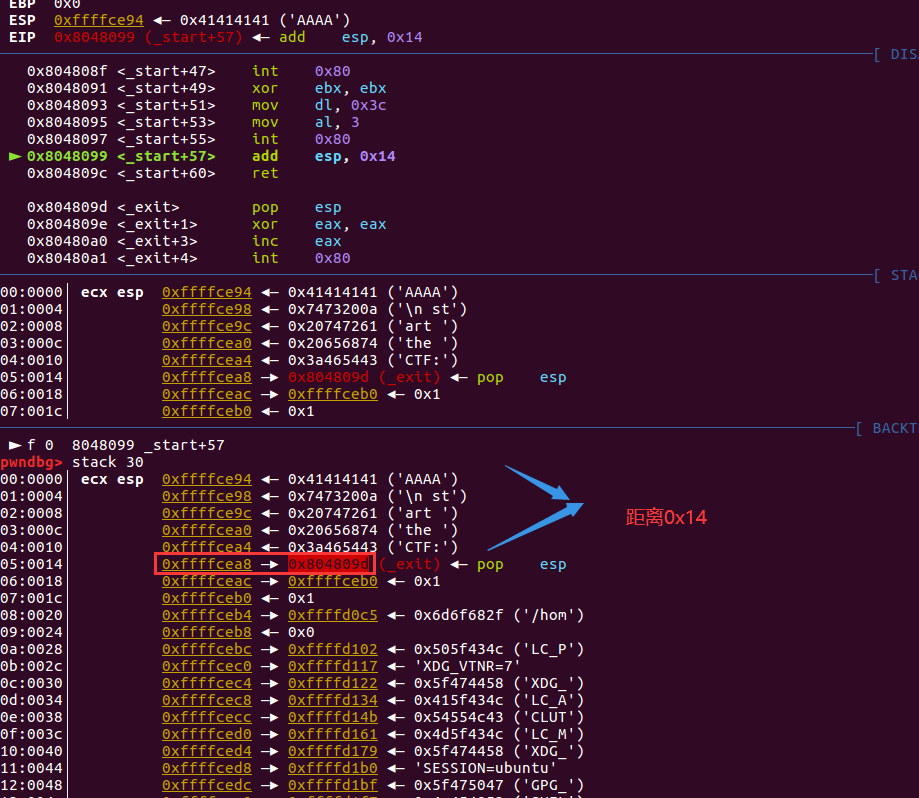 EBP 0x0
ESP 0xffffce94 ◂— 0x41414141 ('AAAA')
EIP 0x8048099 (_start+57) ◂— add esp, 0x14
[ DISA
0x804808f <_start+47> int 0x80
0x8048091 <_start+49> xor ebx, ebx
0x8048093 <_start+51> mov dl, 0x3c
0x8048095 <_start+53> mov al, 3
0x8048097 <_start+55> int 0x80
► 0x8048099 <_start+57> add esp, 0x14
0x804809c <_start+60> ret
0x804809d <_exit> pop esp
0x804809e <_exit+1> xor eax, eax
0x80480a0 <_exit+3> inc eax
0x80480a1 <_exit+4> int 0x80
[ STA
00:0000│ ecx esp 0xffffce94 ◂— 0x41414141 ('AAAA')
01:0004│ 0xffffce98 ◂— 0x7473200a ('\n st')
02:0008│ 0xffffce9c ◂— 0x20747261 ('art ')
03:000c│ 0xffffcea0 ◂— 0x20656874 ('the ')
04:0010│ 0xffffcea4 ◂— 0x3a465443 ('CTF:')
05:0014│ 0xffffcea8 —▸ 0x804809d (_exit) ◂— pop esp
06:0018│ 0xffffceac —▸ 0xffffceb0 ◂— 0x1
07:001c│ 0xffffceb0 ◂— 0x1
[ BACKT
► f 0 8048099 _start+57
pwndbg> stack 30
00:0000│ ecx esp 0xffffce94 ◂— 0x41414141 ('AAAA')
01:0004│ 0xffffce98 ◂— 0x7473200a ('\n st')
02:0008│ 0xffffce9c ◂— 0x20747261 ('art ')
03:000c│ 0xffffcea0 ◂— 0x20656874 ('the ')
距离0x14
04:0010│ 0xffffcea4 ◂— 0x3a465443 ('CTF:')
05:0014│ 0xffffcea8 —▸ 0x804809d (_exit) ◂— pop esp
06:0018│ 0xffffceac —▸ 0xffffceb0 ◂— 0x1
07:001c│ 0xffffceb0 ◂— 0x1
08:0020│ 0xffffceb4 —▸ 0xffffd0c5 ◂— 0x6d6f682f ('/hom')
09:0024│ 0xffffceb8 ◂— 0x0
0a:0028│ 0xffffcebc —▸ 0xffffd102 ◂— 0x505f434c ('LC_P')
0b:002c│ 0xffffcec0 —▸ 0xffffd117 ◂— 'XDG_VTNR=7'
0c:0030│ 0xffffcec4 —▸ 0xffffd122 ◂— 0x5f474458 ('XDG_')
0d:0034│ 0xffffcec8 —▸ 0xffffd134 ◂— 0x415f434c ('LC_A')
0e:0038│ 0xffffcecc —▸ 0xffffd14b ◂— 0x54554c43 ('CLUT')
0f:003c│ 0xffffced0 —▸ 0xffffd161 ◂— 0x4d5f434c ('LC_M')
10:0040│ 0xffffced4 —▸ 0xffffd179 ◂— 0x5f474458 ('XDG_')
11:0044│ 0xffffced8 —▸ 0xffffd1b0 ◂— 'SESSION=ubuntu'
12:0048│ 0xffffcedc —▸ 0xffffd1bf ◂— 0x5f475047 ('GPG_')